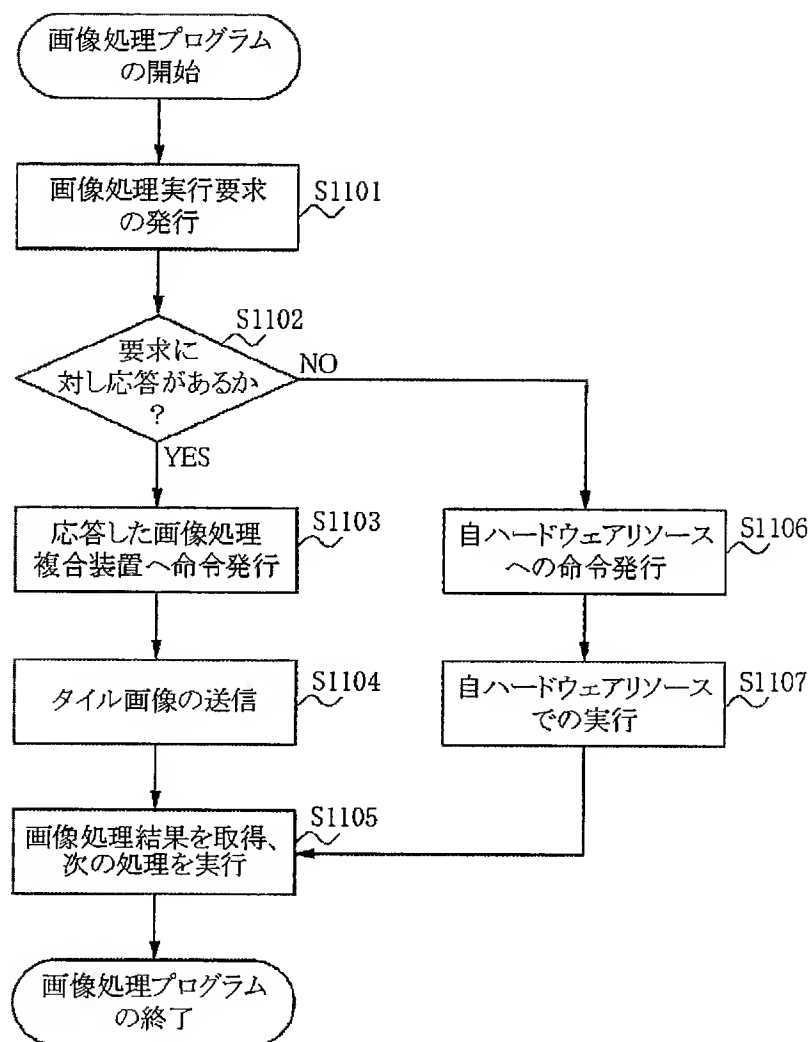 画像処理プログラム
の開始
画像処理実行要求
の発行
S1101
S1102
要求に
対し応答があるか
?
NO
YES
応答した画像処理
複合装置へ命令発行
S1103
自ハードウェアリソース
への命令発行
S1106
タイル画像の送信
S1104
自ハードウェアリソース
での実行
S1107
画像処理結果を取得、
次の処理を実行
S1105
画像処理プログラム
の終了